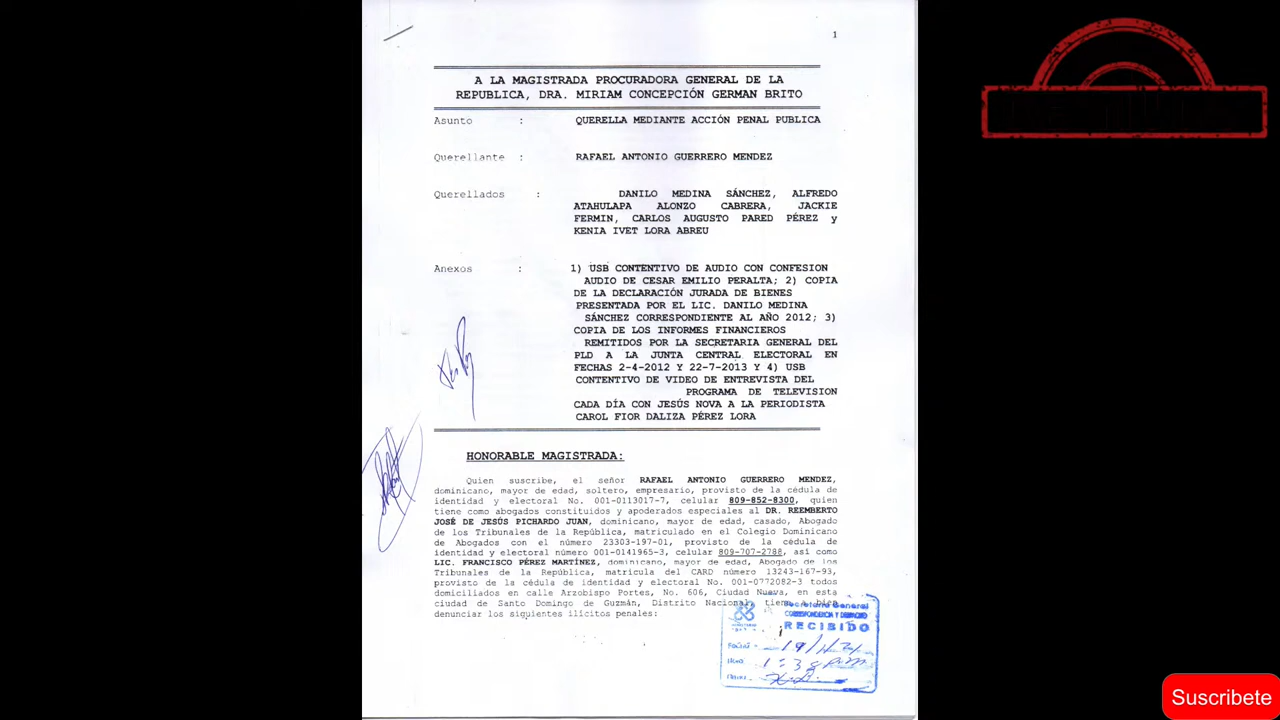 1
A LA MAGISTRADA PROCURADORA GENERAL DE LA
REPUBLICA, DRA. MIRIAM CONCEPCIÓN GERMAN BRITO
Asunto : QUERELLA MEDIANTE ACCIÓN PENAL PUBLICA
Querellante : RAFAEL ANTONIO GUERRERO MENDEZ
Querellados : DANILO MEDINA SÁNCHEZ, ALFREDO
ATAHULAPA ALONZO CABRERA, JACKIE
FERMIN, CARLOS AUGUSTO PARED PÉREZ y
KENIA IVET LORA ABREU
Anexos : 1) USB CONTENTIVO DE AUDIO CON CONFESION
AUDIO DE CESAR EMILIO PERALTA; 2) COPIA
DE LA DECLARACIÓN JURADA DE BIENES
PRESENTADA POR EL LIC. DANILO MEDINA
SÁNCHEZ CORRESPONDIENTE AL AÑO 2012; 3)
COPIA DE LOS INFORMES FINANCIEROS
REMITIDOS POR LA SECRETARIA GENERAL DEL
PLD A LA JUNTA CENTRAL ELECTORAL EN
FECHAS 2-4-2012 Y 22-7-2013 Y 4) USB
CONTENTIVO DE VIDEO DE ENTREVISTA DEL
PROGRAMA DE TELEVISION
CADA DÍA CON JESÚS NOVA A LA PERIODISTA
CAROL FIOR DALIZA PÉREZ LORA
HONORABLE MAGISTRADA:
Quien suscribe, el señor RAFAEL ANTONIO GUERRERO MENDEZ,
dominicano, mayor de edad, soltero, empresario, provisto de la cédula de
identidad y electoral No. 001-0113017-7, celular 809-852-8300, quien
tiene como abogados constituidos y apoderados especiales al DR. REEMBERTO
JOSÉ DE JESÚS PICHARDO JUAN, dominicano, mayor de edad, casado, Abogado
de los Tribunales de la República, matriculado en el Colegio Dominicano
de Abogados con el número 23303-197-01, provisto de la cédula de
identidad y electoral número 001-0141965-3, celular 809-707-2788, así como
LIC. FRANCISCO PÉREZ MARTÍNEZ, dominicano, mayor de edad, Abogado de los
Tribunales de la República, matrícula del CARD número 13243-167-93,
provisto de la cédula de identidad y electoral No. 001-0772082-3 todos
domiciliados en calle Arzobispo Portes, No. 606, Ciudad Nueva, en esta
ciudad de Santo Domingo de Guzmán, Distrito Nacional, tiene a bien
denunciar los siguientes ilícitos penales:
Secretaría General
CORRESPONDENCIA Y DESPACHO
RECIBIDO
Suscribete